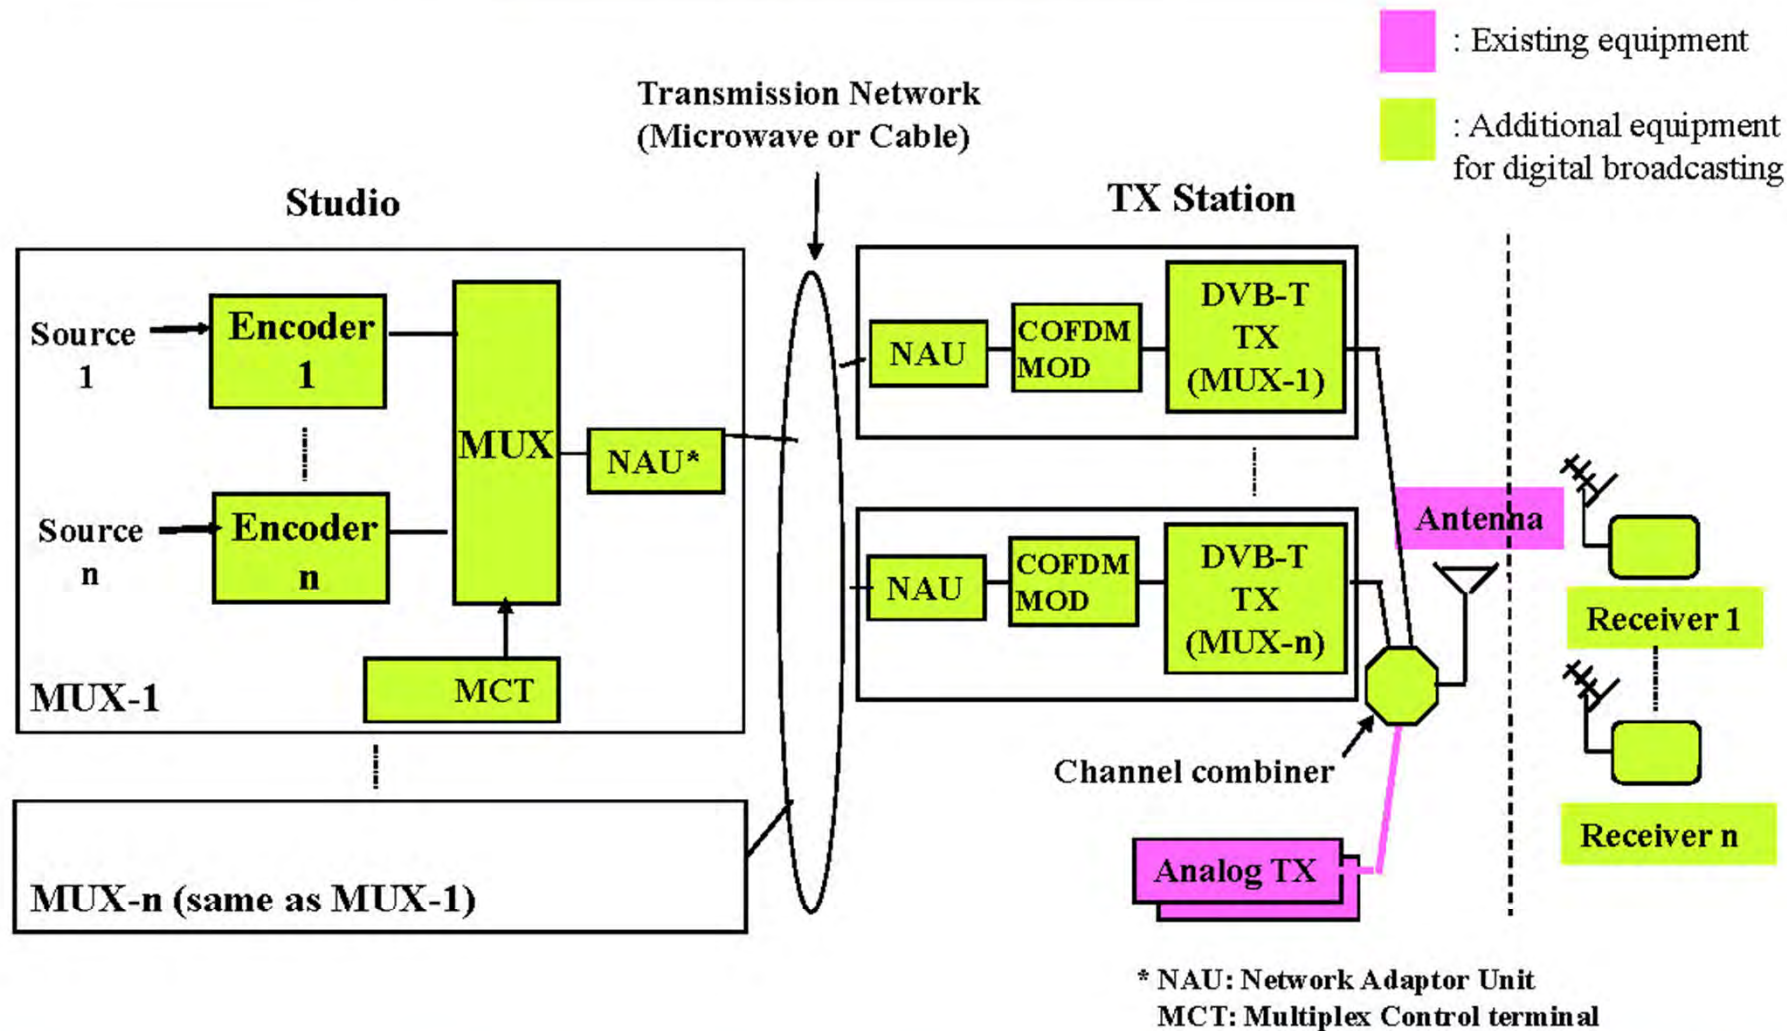 : Existing equipment
: Additional equipment
for digital broadcasting
Transmission Network
(Microwave or Cable)
Studio
TX Station
Source
1
Encoder
1
Source
n
Encoder
n
MUX
NAU*
MCT
MUX-1
MUX-n (same as MUX-1)
NAU
COFDM
MOD
DVB-T
TX
(MUX-1)
NAU
COFDM
MOD
DVB-T
TX
(MUX-n)
Antenna
Receiver 1
Receiver n
Channel combiner
Analog TX
* NAU: Network Adaptor Unit
MCT: Multiplex Control terminal